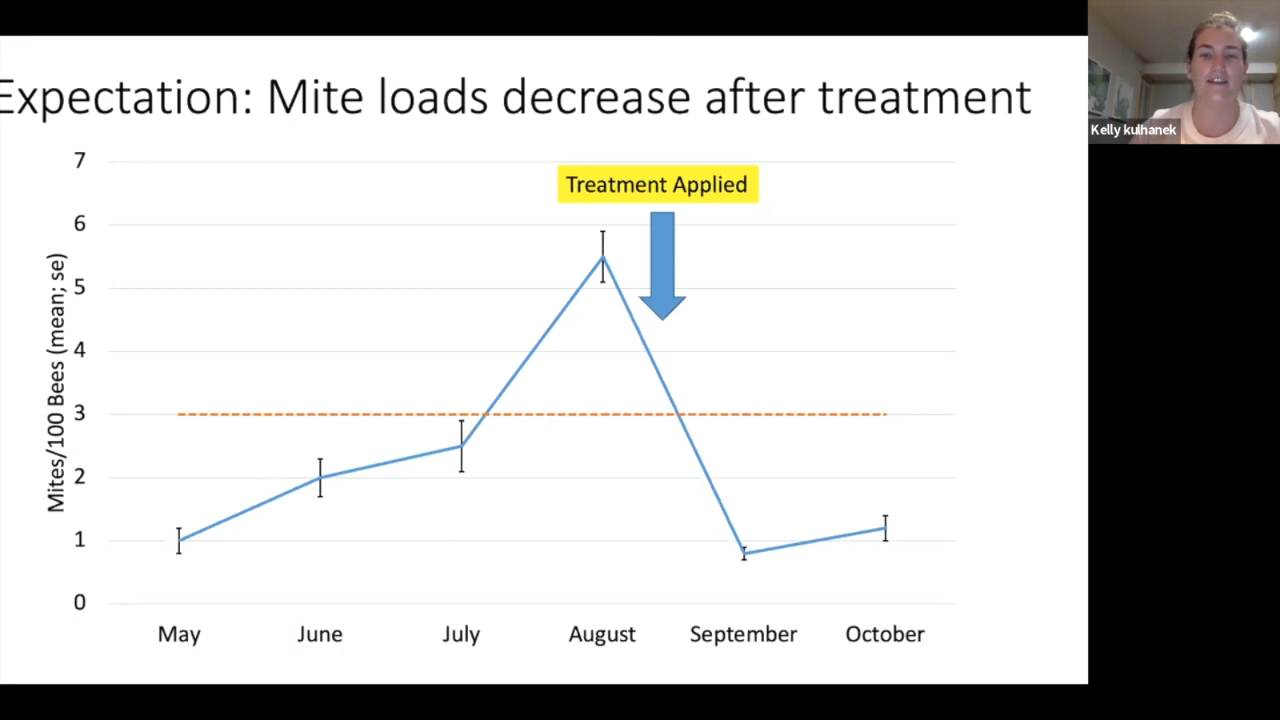 Expectation: Mite loads decrease after treatment
Kelly kulhanek
Treatment Applied
Mites/100 Bees (mean; se)
7
6
5
4
3
2
1
0
May June July August September October